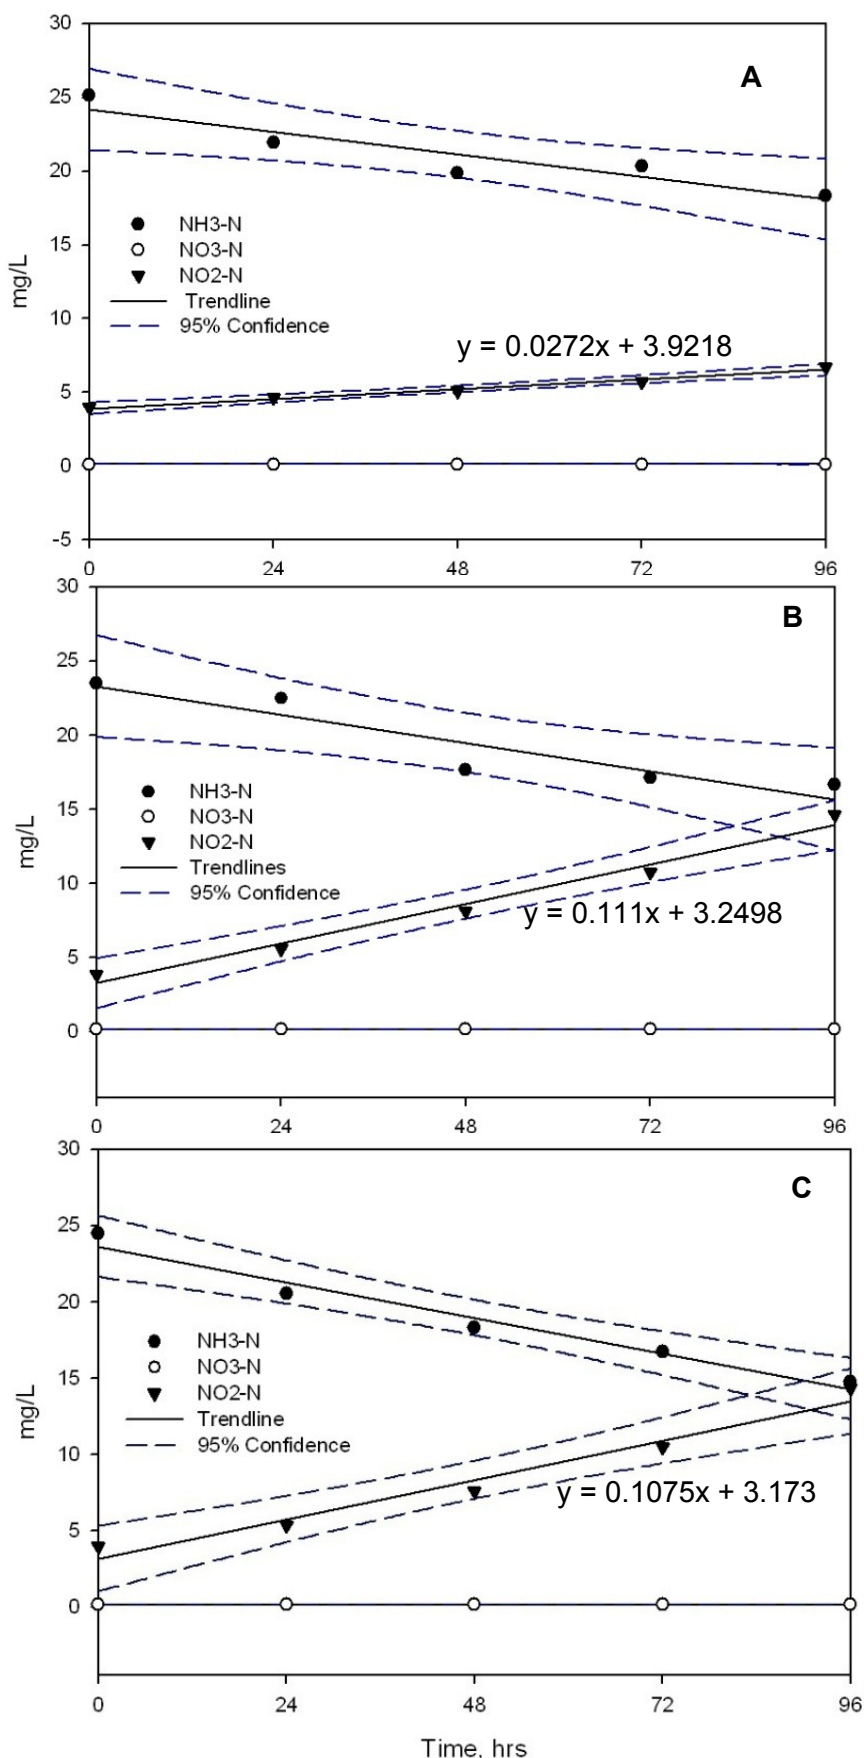 30
A
25
20
NH3-N
NO3-N
15
NO2-N
mg/L
Trendline
10
95% Confidence
y = 0.0272x + 3.9218
5
0
-5
0 24 48 72 96
30
B
25
20
NH3-N
15
NO3-N
mg/L
NO2-N
Trendlines
10
95% Confidence
y = 0.111x + 3.2498
5
0
0 24 48 72 96
30
C
25
20
NH3-N
15
NO3-N
NO2-N
mg/L
Trendline
10
95% Confidence
y = 0.1075x + 3.173
5
0
0 24 48 72 96
Time, hrs